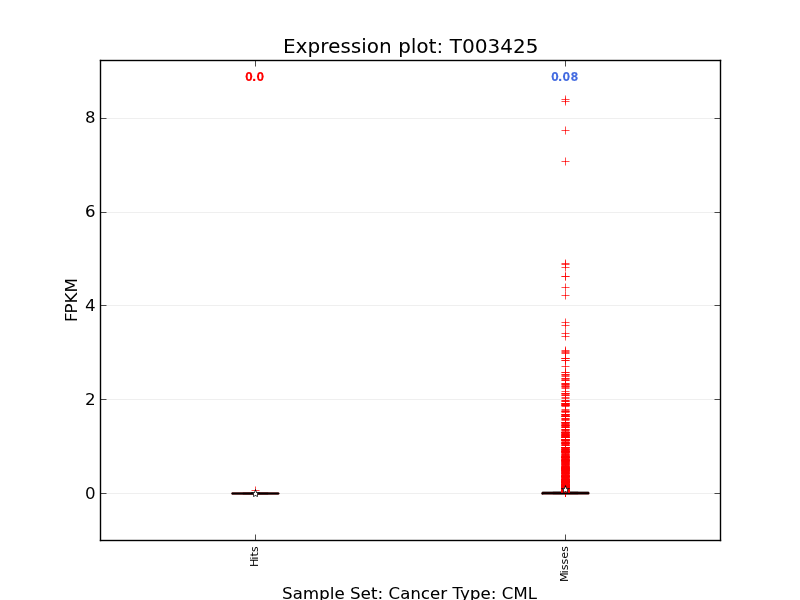 Expression plot: T003425
0.0
0.08
8
6
4
2
0
FPKM
Hits
Misses
Sample Set: Cancer Type: CML